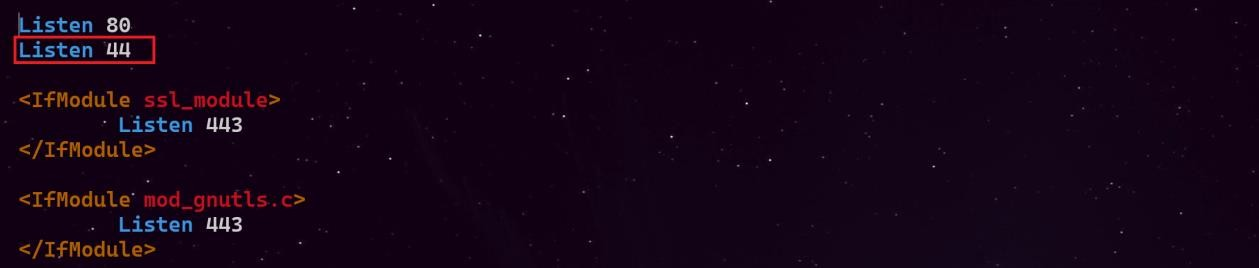 Listen 80
Listen 44
<IfModule ssl_module>
Listen 443
</IfModule>
<IfModule mod_gnutls.c>
Listen 443
</IfModule>